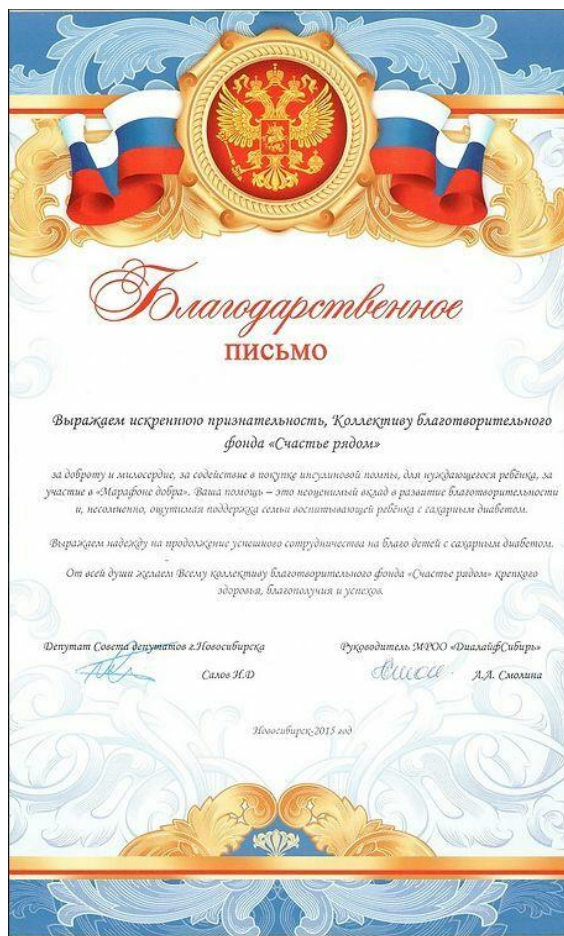 Благодарственное
ПИСЬМО
Выражаем искреннюю признательность, Коллективу благотворительного
фонда «Счастье рядом»
за доброту и милосердие, за содействие в покупке инсулиновой помпы, для нуждающегося ребёнка, за
участие в «Марафоне добра». Ваша помощь – это неоценимый вклад в развитие благотворительности
и, несомненно, ощутимая поддержка семьи воспитывающей ребёнка с сахарным диабетом.
Выражаем надежду на продолжение успешного сотрудничества на благо детей с сахарным диабетом.
От всей души желаем Всему коллективу благотворительного фонда «Счастье рядом» крепкого
здоровья, благополучия и успехов.
Депутат Совета депутатов г.Новосибирска Руководитель МРОО «ДиалайфСибирь»
Салов И.Д А.А. Смолина
Новосибирск-2015 год